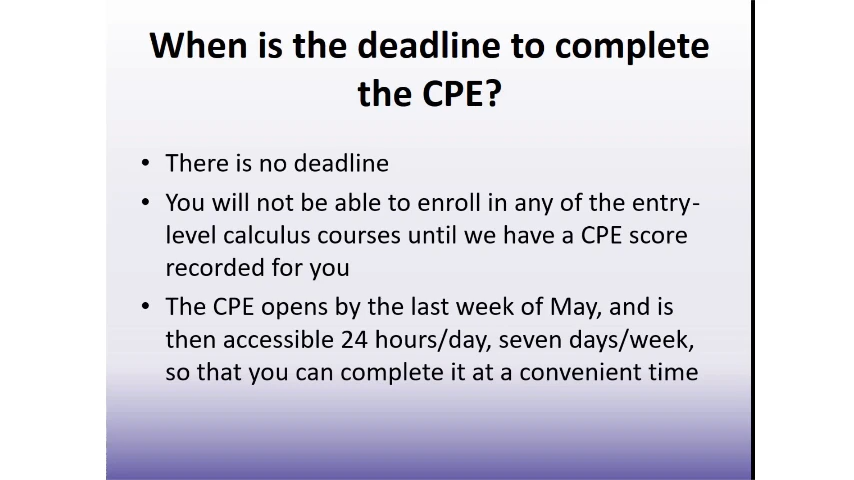 When is the deadline to complete
the CPE?
• There is no deadline
• You will not be able to enroll in any of the entry-
level calculus courses until we have a CPE score
recorded for you
• The CPE opens by the last week of May, and is
then accessible 24 hours/day, seven days/week,
so that you can complete it at a convenient time